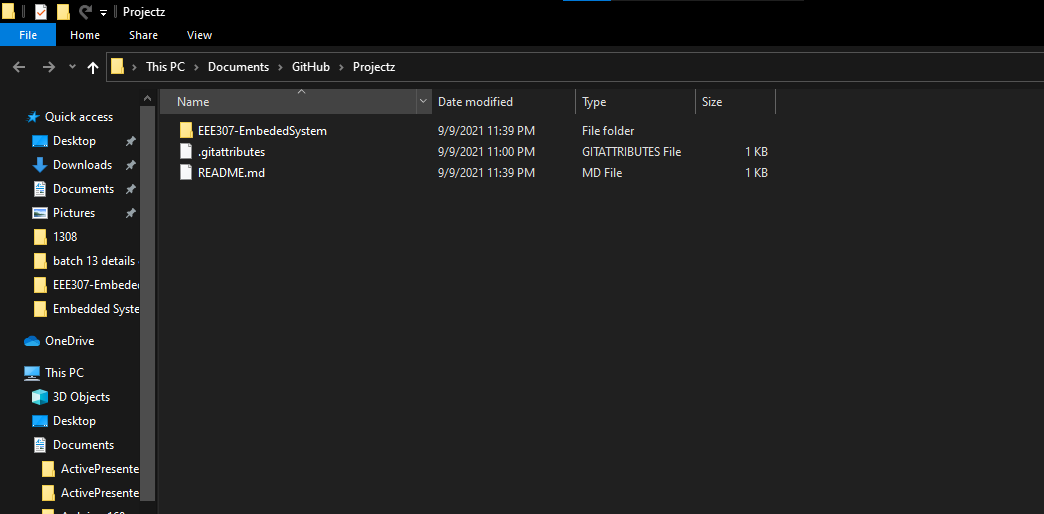 Projectz
File Home Share View
This PC Documents GitHub Projectz
Name Date modified Type Size
Quick access
Desktop
Downloads
Documents
Pictures
1308
batch 13 details
EEE307-Embeded
Embedded Syste
OneDrive
This PC
3D Objects
Desktop
Documents
ActivePresente
ActivePresente
EEE307-EmbededSystem 9/9/2021 11:39 PM File folder
.gitattributes 9/9/2021 11:00 PM GITATTRIBUTES File 1 KB
README.md 9/9/2021 11:39 PM MD File 1 KB